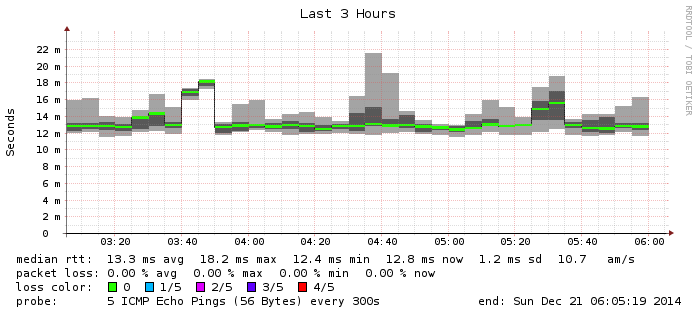 Last 3 Hours
RRDTOOL / TOBI OETIKER
Seconds
22 m
20 m
18 m
16 m
14 m
12 m
10 m
8 m
6 m
4 m
2 m
0
03:20 03:40 04:00 04:20 04:40 05:00 05:20 05:40 06:00
median rtt: 13.3 ms avg 18.2 ms max 12.4 ms min 12.8 ms now 1.2 ms sd 10.7 am/s
packet loss: 0.00 % avg 0.00 % max 0.00 % min 0.00 % now
loss color: 0 1/5 2/5 3/5 4/5
probe: 5 ICMP Echo Pings (56 Bytes) every 300s end: Sun Dec 21 06:05:19 2014